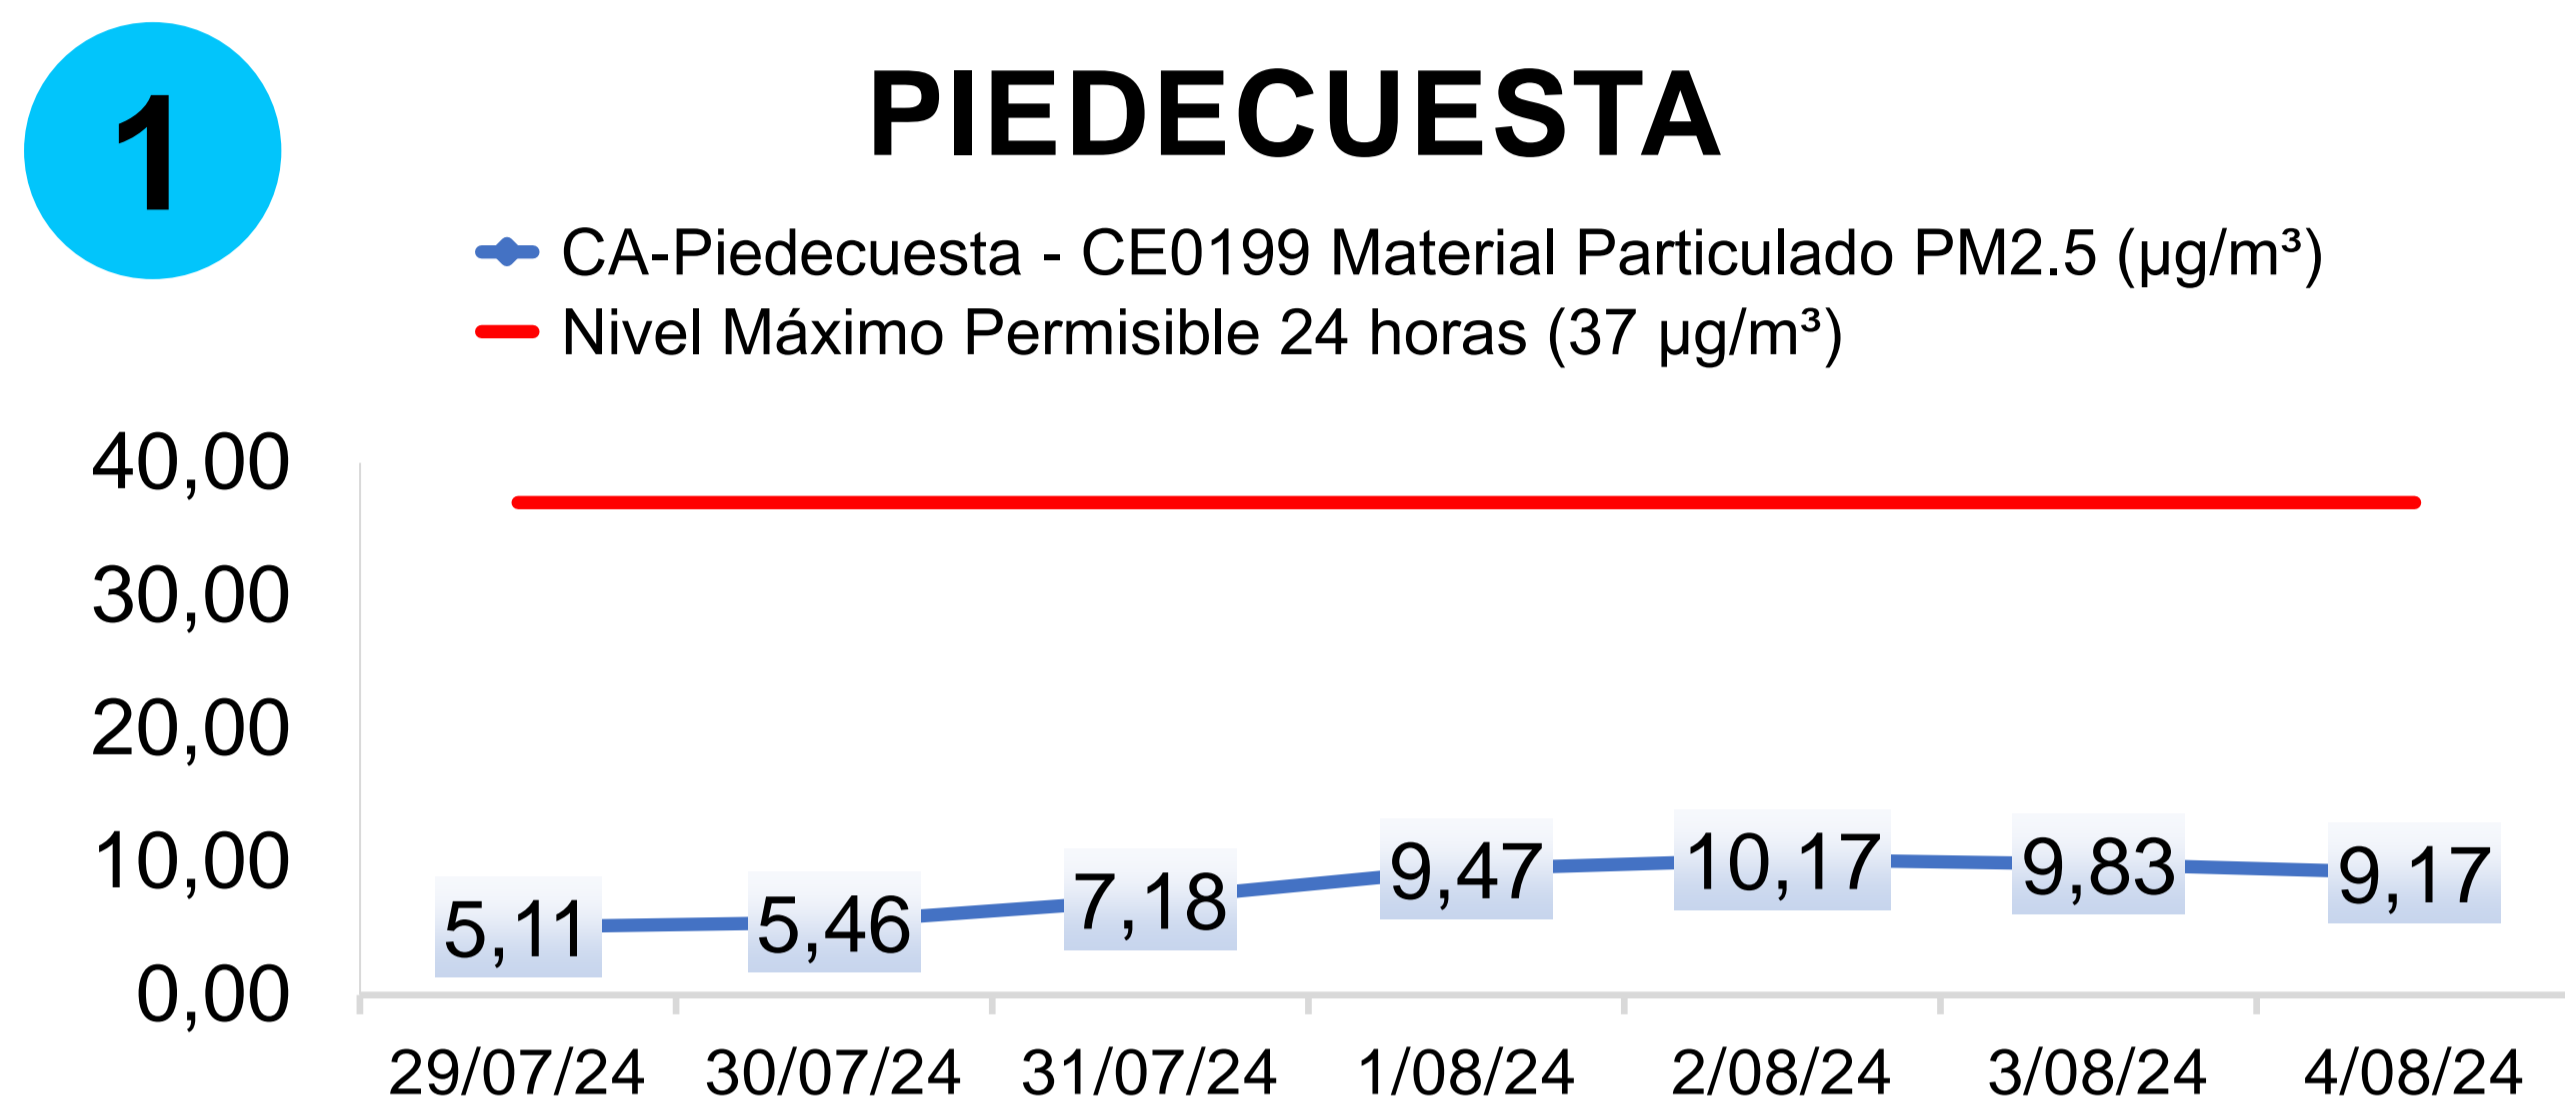 1
PIEDECUESTA
CA-Piedecuesta - CE0199 Material Particulado PM2.5 (µg/m³)
Nivel Máximo Permisible 24 horas (37 µg/m³)
40,00
30,00
20,00
10,00
0,00
5,11 5,46 7,18 9,47 10,17 9,83 9,17
29/07/24 30/07/24 31/07/24 1/08/24 2/08/24 3/08/24 4/08/24